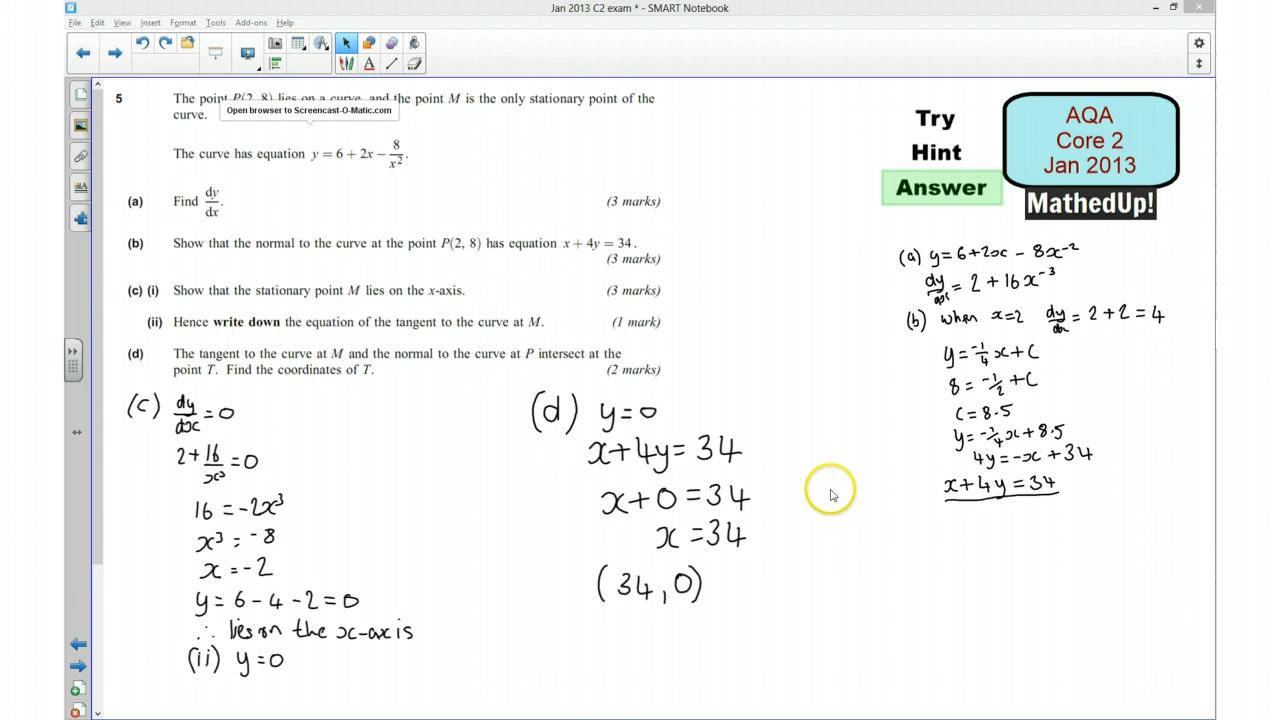 Jan 2013 C2 exam * - SMART Notebook
File Edit View Insert Format Tools Add-ons Help
5 The point P(2, 8) lies on a curve, and the point M is the only stationary point of the
curve.
Open browser to Screencast-O-Matic.com
The curve has equation y = 6 + 2x − 8/x².
(a) Find dy/dx. (3 marks)
(b) Show that the normal to the curve at the point P(2, 8) has equation x + 4y = 34.
(3 marks)
(c) (i) Show that the stationary point M lies on the x-axis. (3 marks)
(ii) Hence write down the equation of the tangent to the curve at M. (1 mark)
(d) The tangent to the curve at M and the normal to the curve at P intersect at the
point T. Find the coordinates of T. (2 marks)
Try
Hint
Answer
AQA
Core 2
Jan 2013
MathedUp!
(a) y=6+2x - 8x⁻²
dy/dx = 2 + 16x⁻³
(b) when x=2 dy/dx = 2+2 = 4
y = -1/4 x + C
8 = -1/2 + C
C = 8.5
y = -1/4 x + 8.5
4y = -x + 34
x + 4y = 34
(c) dy/dx = 0
2 + 16/x³ = 0
16 = -2x³
x³ = -8
x = -2
y = 6 - 4 - 2 = 0
∴ lies on the x-axis
(ii) y = 0
(d) y = 0
x + 4y = 34
x + 0 = 34
x = 34
(34, 0)